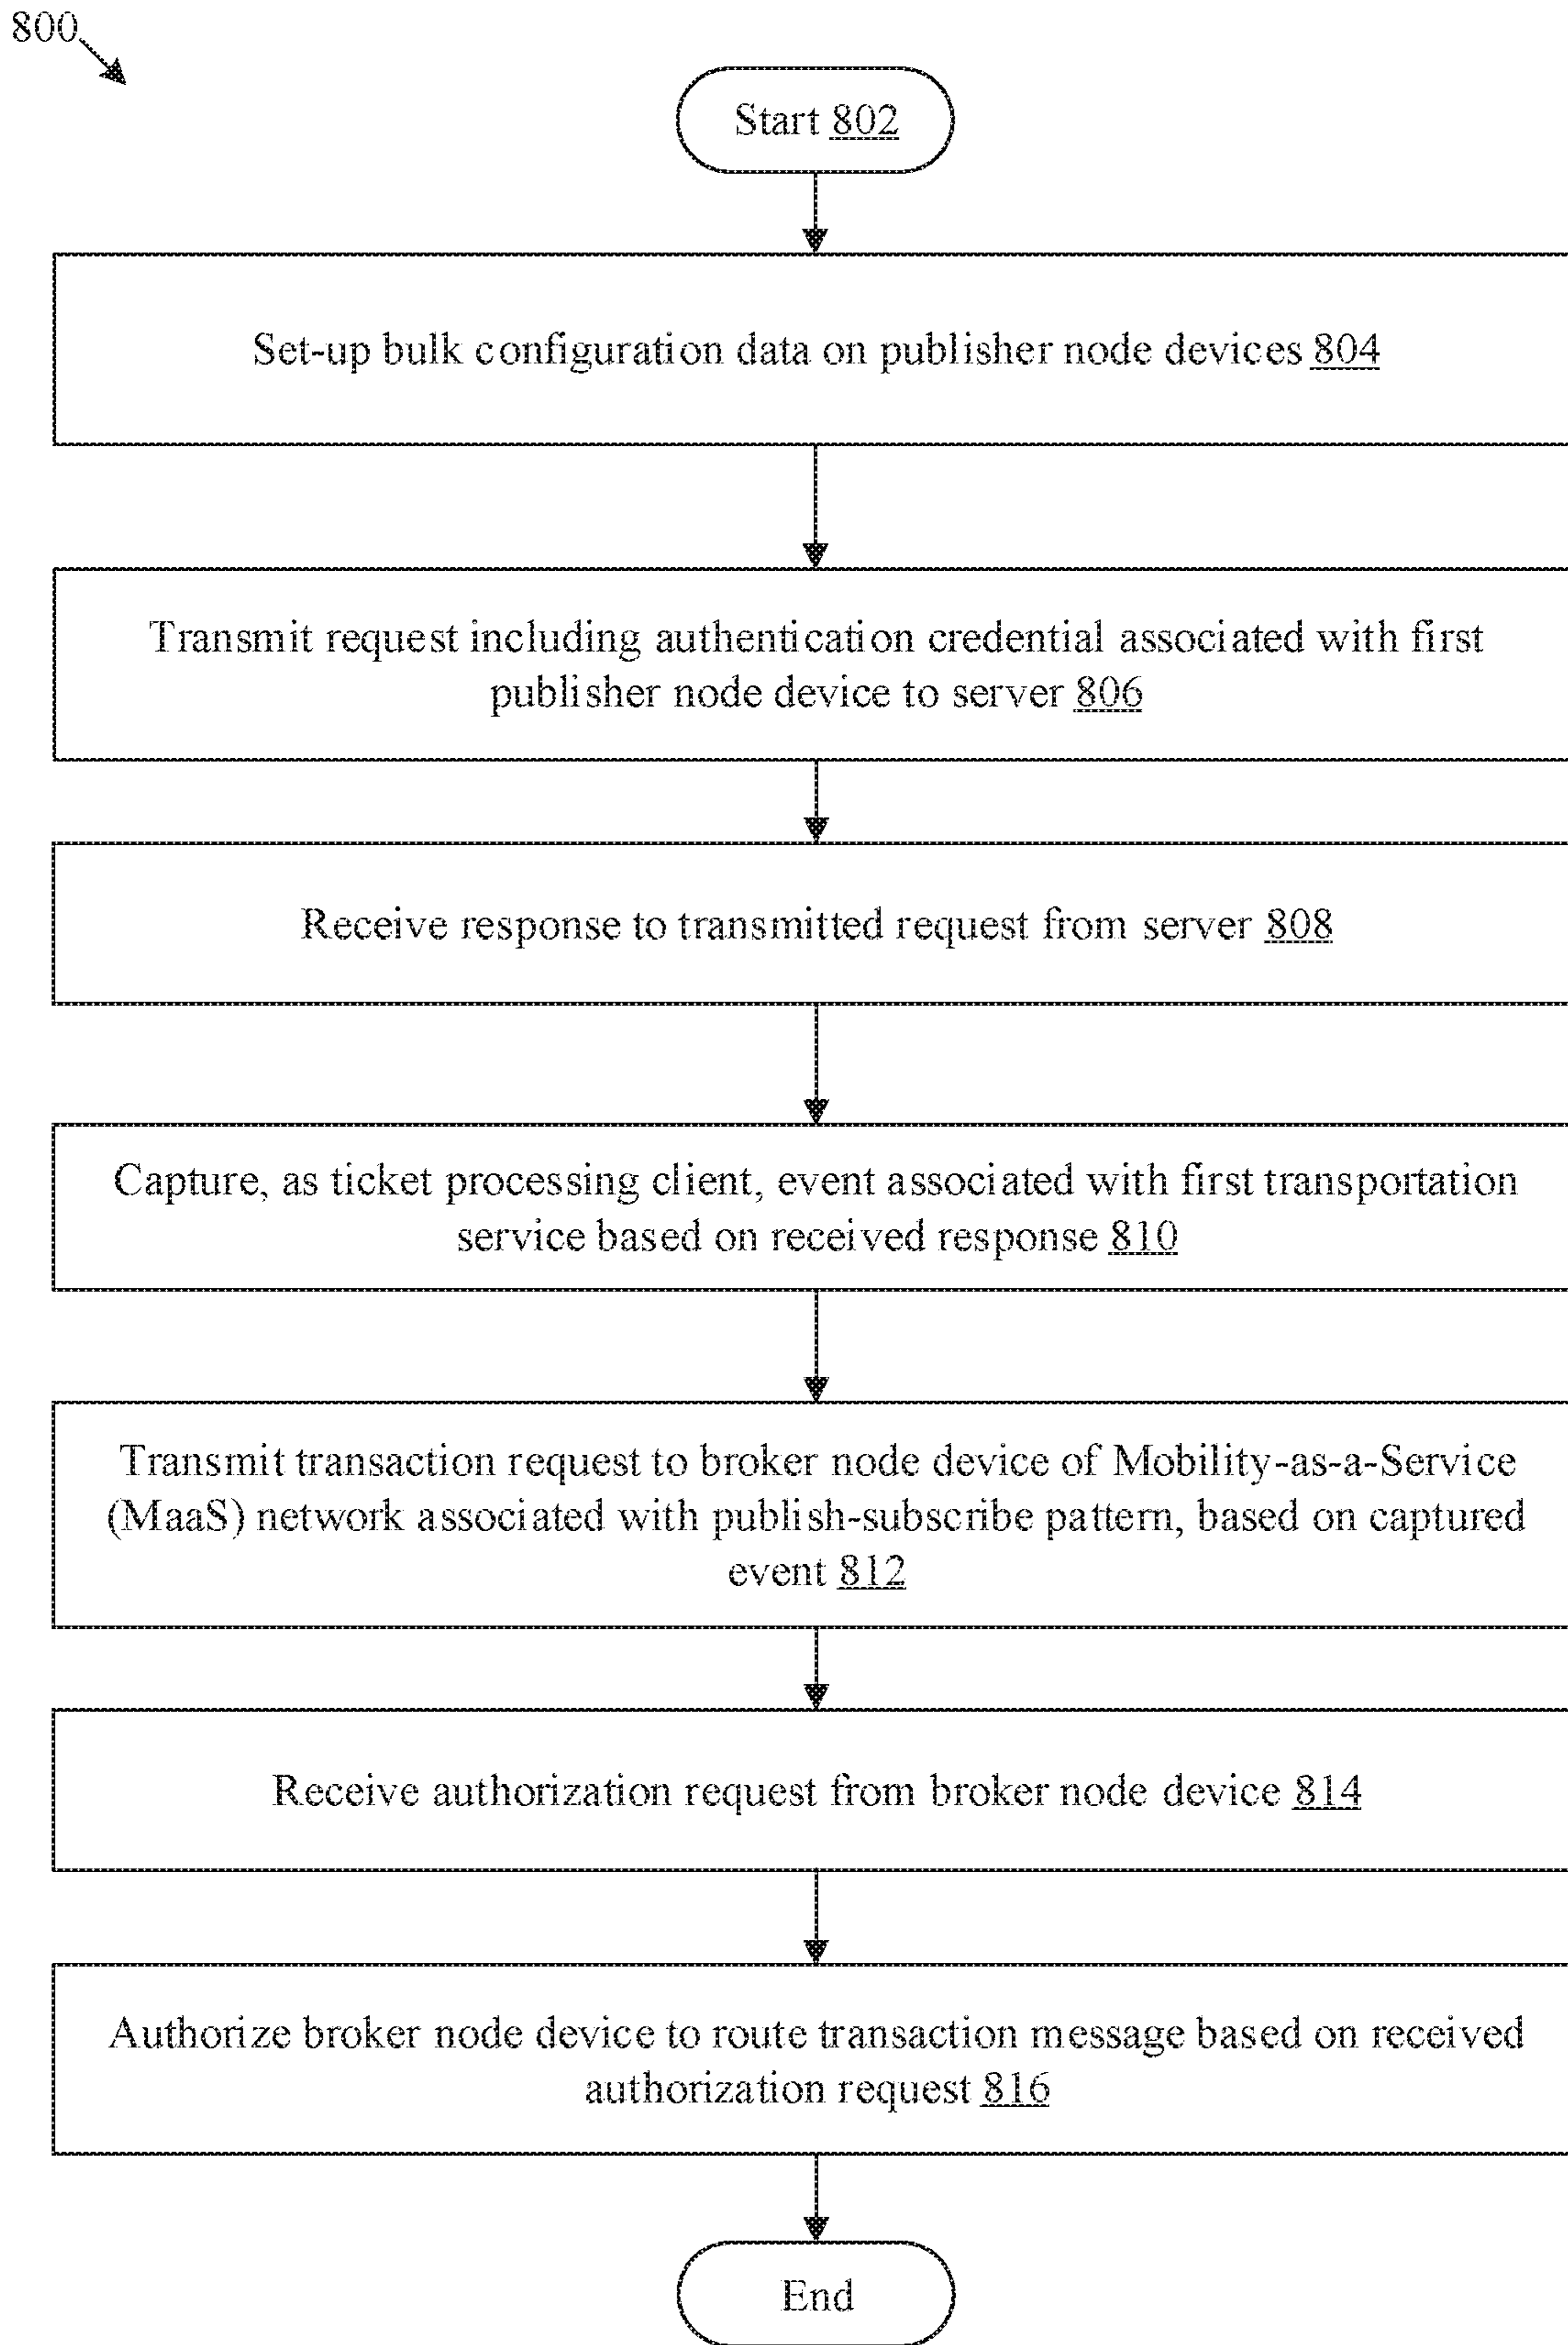 800
Start 802
Set-up bulk configuration data on publisher node devices 804
Transmit request including authentication credential associated with first
publisher node device to server 806
Receive response to transmitted request from server 808
Capture, as ticket processing client, event associated with first transportation
service based on received response 810
Transmit transaction request to broker node device of Mobility-as-a-Service
(MaaS) network associated with publish-subscribe pattern, based on captured
event 812
Receive authorization request from broker node device 814
Authorize broker node device to route transaction message based on received
authorization request 816
End